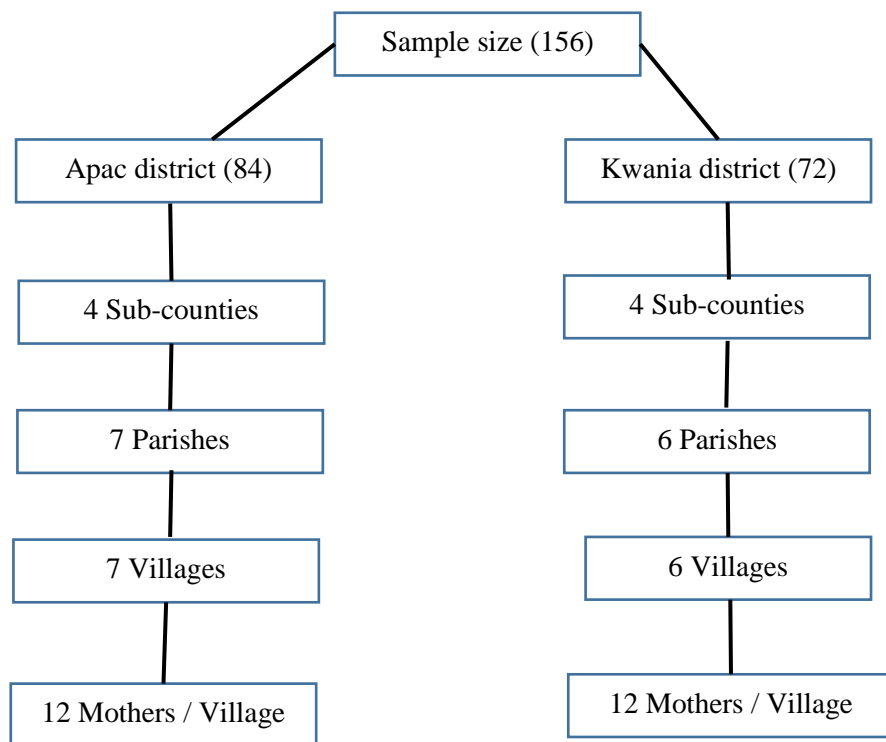 Sample size (156)
Apac district (84)
Kwania district (72)
4 Sub-counties
4 Sub-counties
7 Parishes
6 Parishes
7 Villages
6 Villages
12 Mothers / Village
12 Mothers / Village